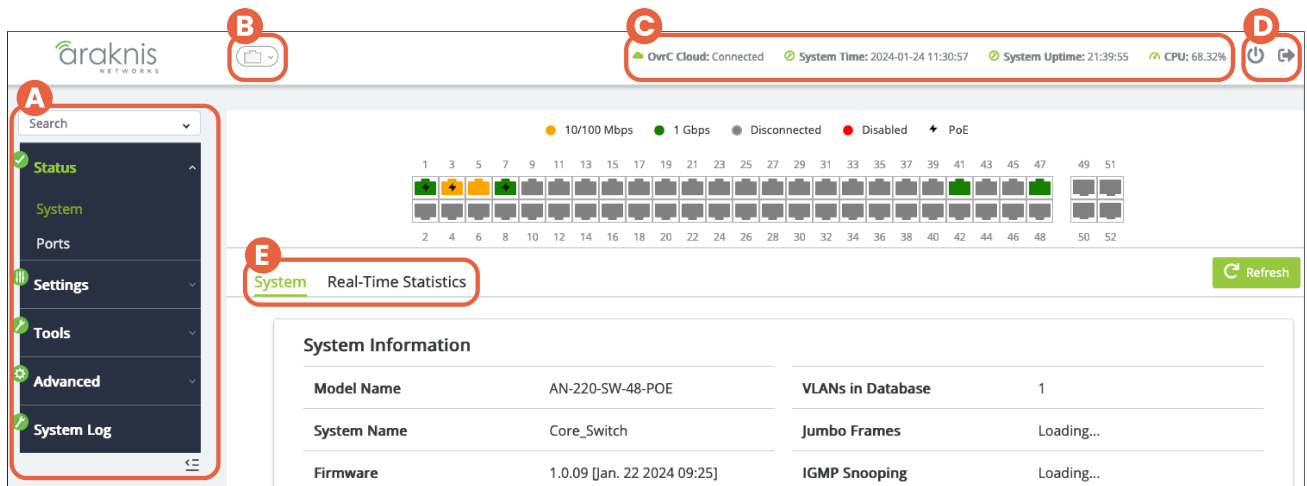 B
C
D
araknis
NETWORKS
OvrC Cloud: Connected System Time: 2024-01-24 11:30:57 System Uptime: 21:39:55 CPU: 68.32%
A
Search
10/100 Mbps 1 Gbps Disconnected Disabled PoE
Status
1 3 5 7 9 11 13 15 17 19 21 23 25 27 29 31 33 35 37 39 41 43 45 47 49 51
System
Ports
2 4 6 8 10 12 14 16 18 20 22 24 26 28 30 32 34 36 38 40 42 44 46 48 50 52
E
Settings
System Real-Time Statistics
Refresh
Tools
System Information
Advanced
Model Name AN-220-SW-48-POE VLANs in Database 1
System Log
System Name Core_Switch Jumbo Frames Loading...
Firmware 1.0.09 [Jan. 22 2024 09:25] IGMP Snooping Loading...